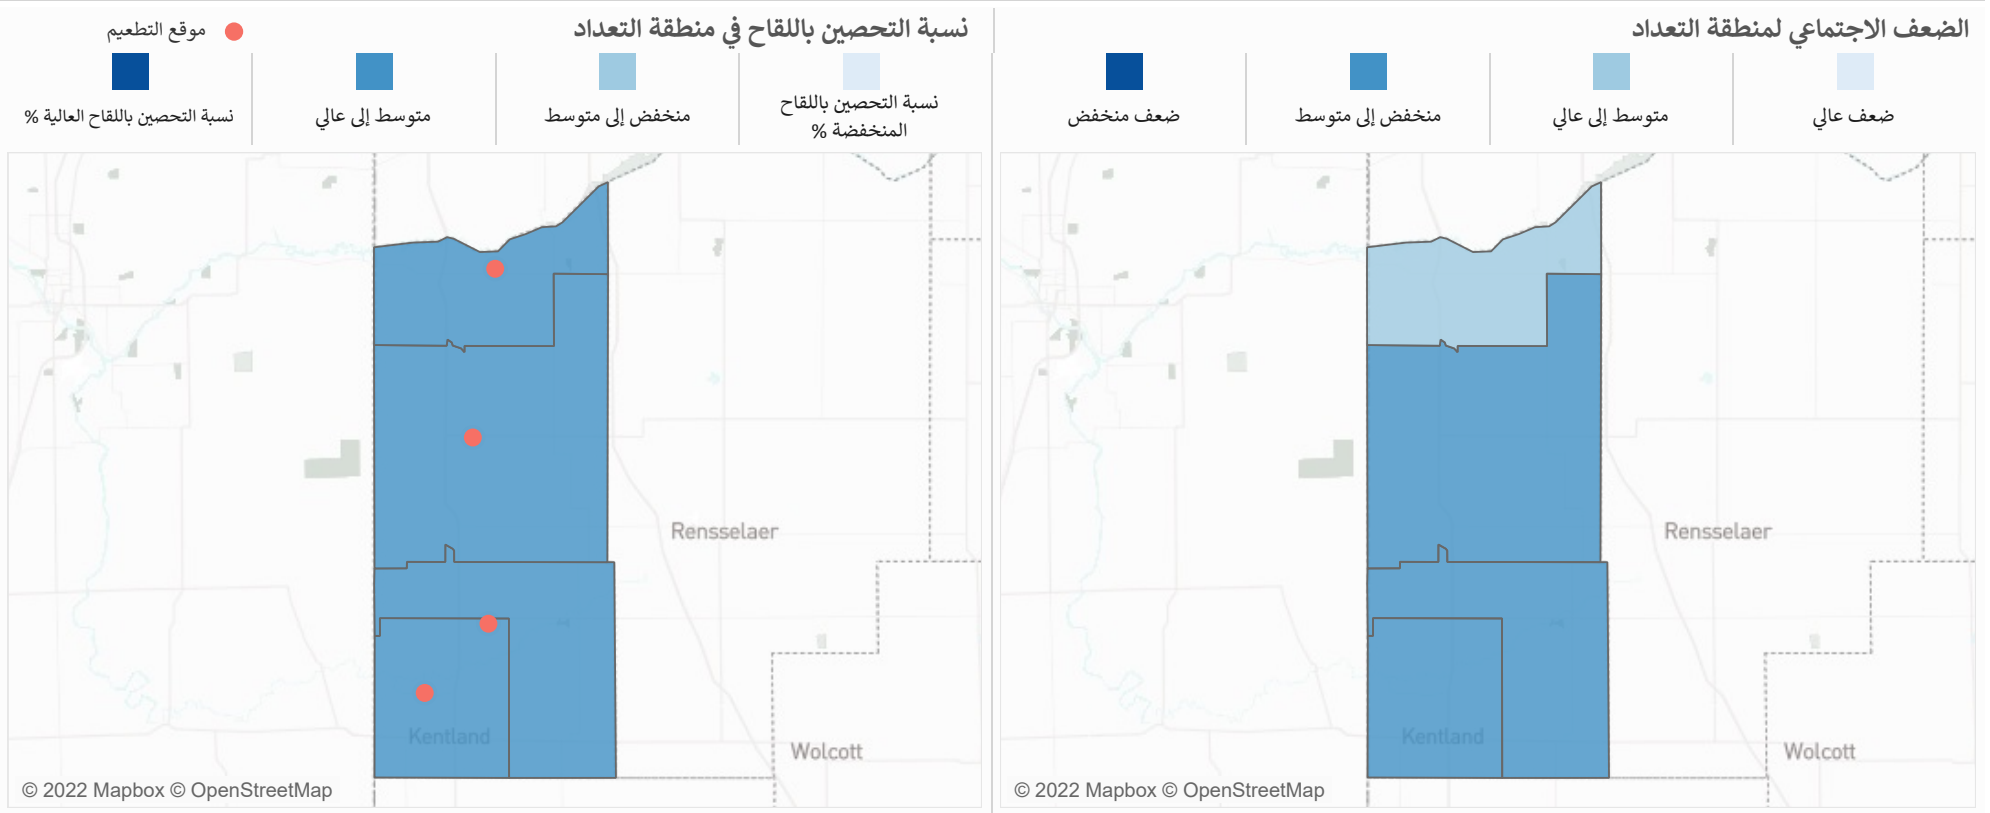 الضعف الاجتماعي لمنطقة التعداد
ضعف عالي
متوسط إلى عالي
منخفض إلى متوسط
ضعف منخفض
Rensselaer
Kentland
Wolcott
© 2022 Mapbox © OpenStreetMap
نسبة التحصين باللقاح في منطقة التعداد
موقع التطعيم
نسبة التحصين باللقاح
المنخفضة %
منخفض إلى متوسط
متوسط إلى عالي
نسبة التحصين باللقاح العالية %
Rensselaer
Kentland
Wolcott
© 2022 Mapbox © OpenStreetMap